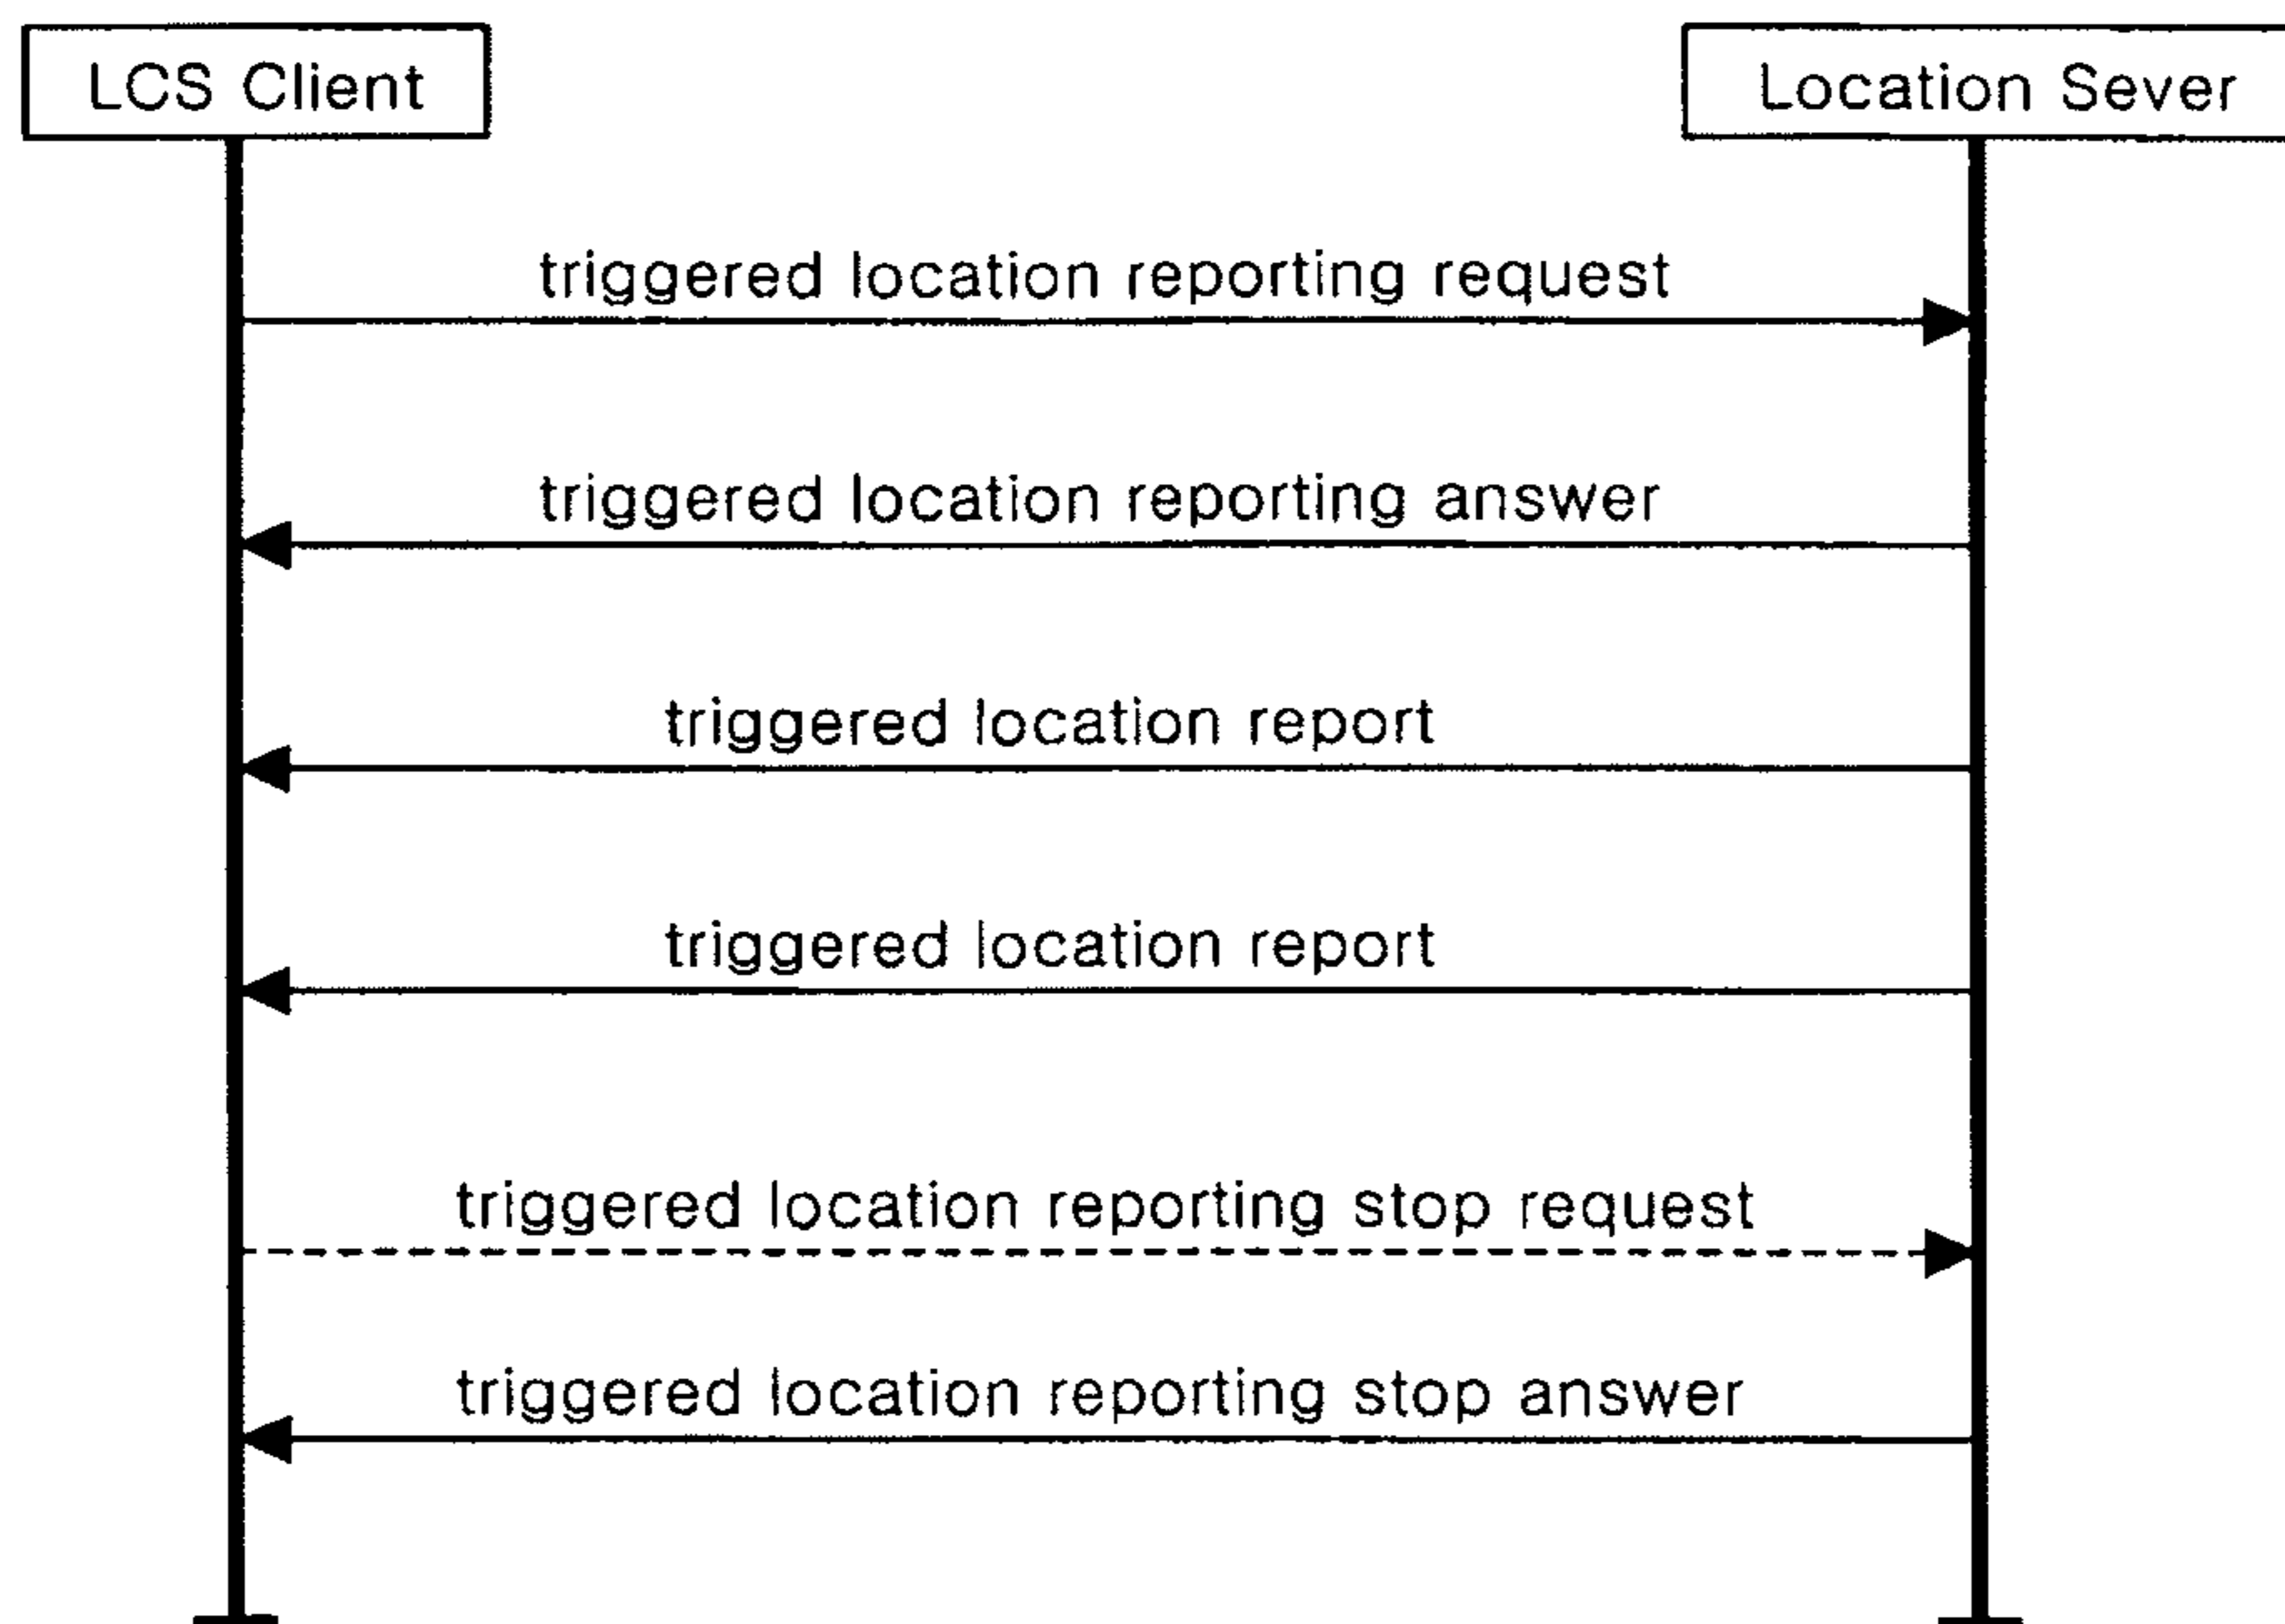 LCS Client
Location Sever
triggered location reporting request
triggered location reporting answer
triggered location report
triggered location report
triggered location reporting stop request
triggered location reporting stop answer